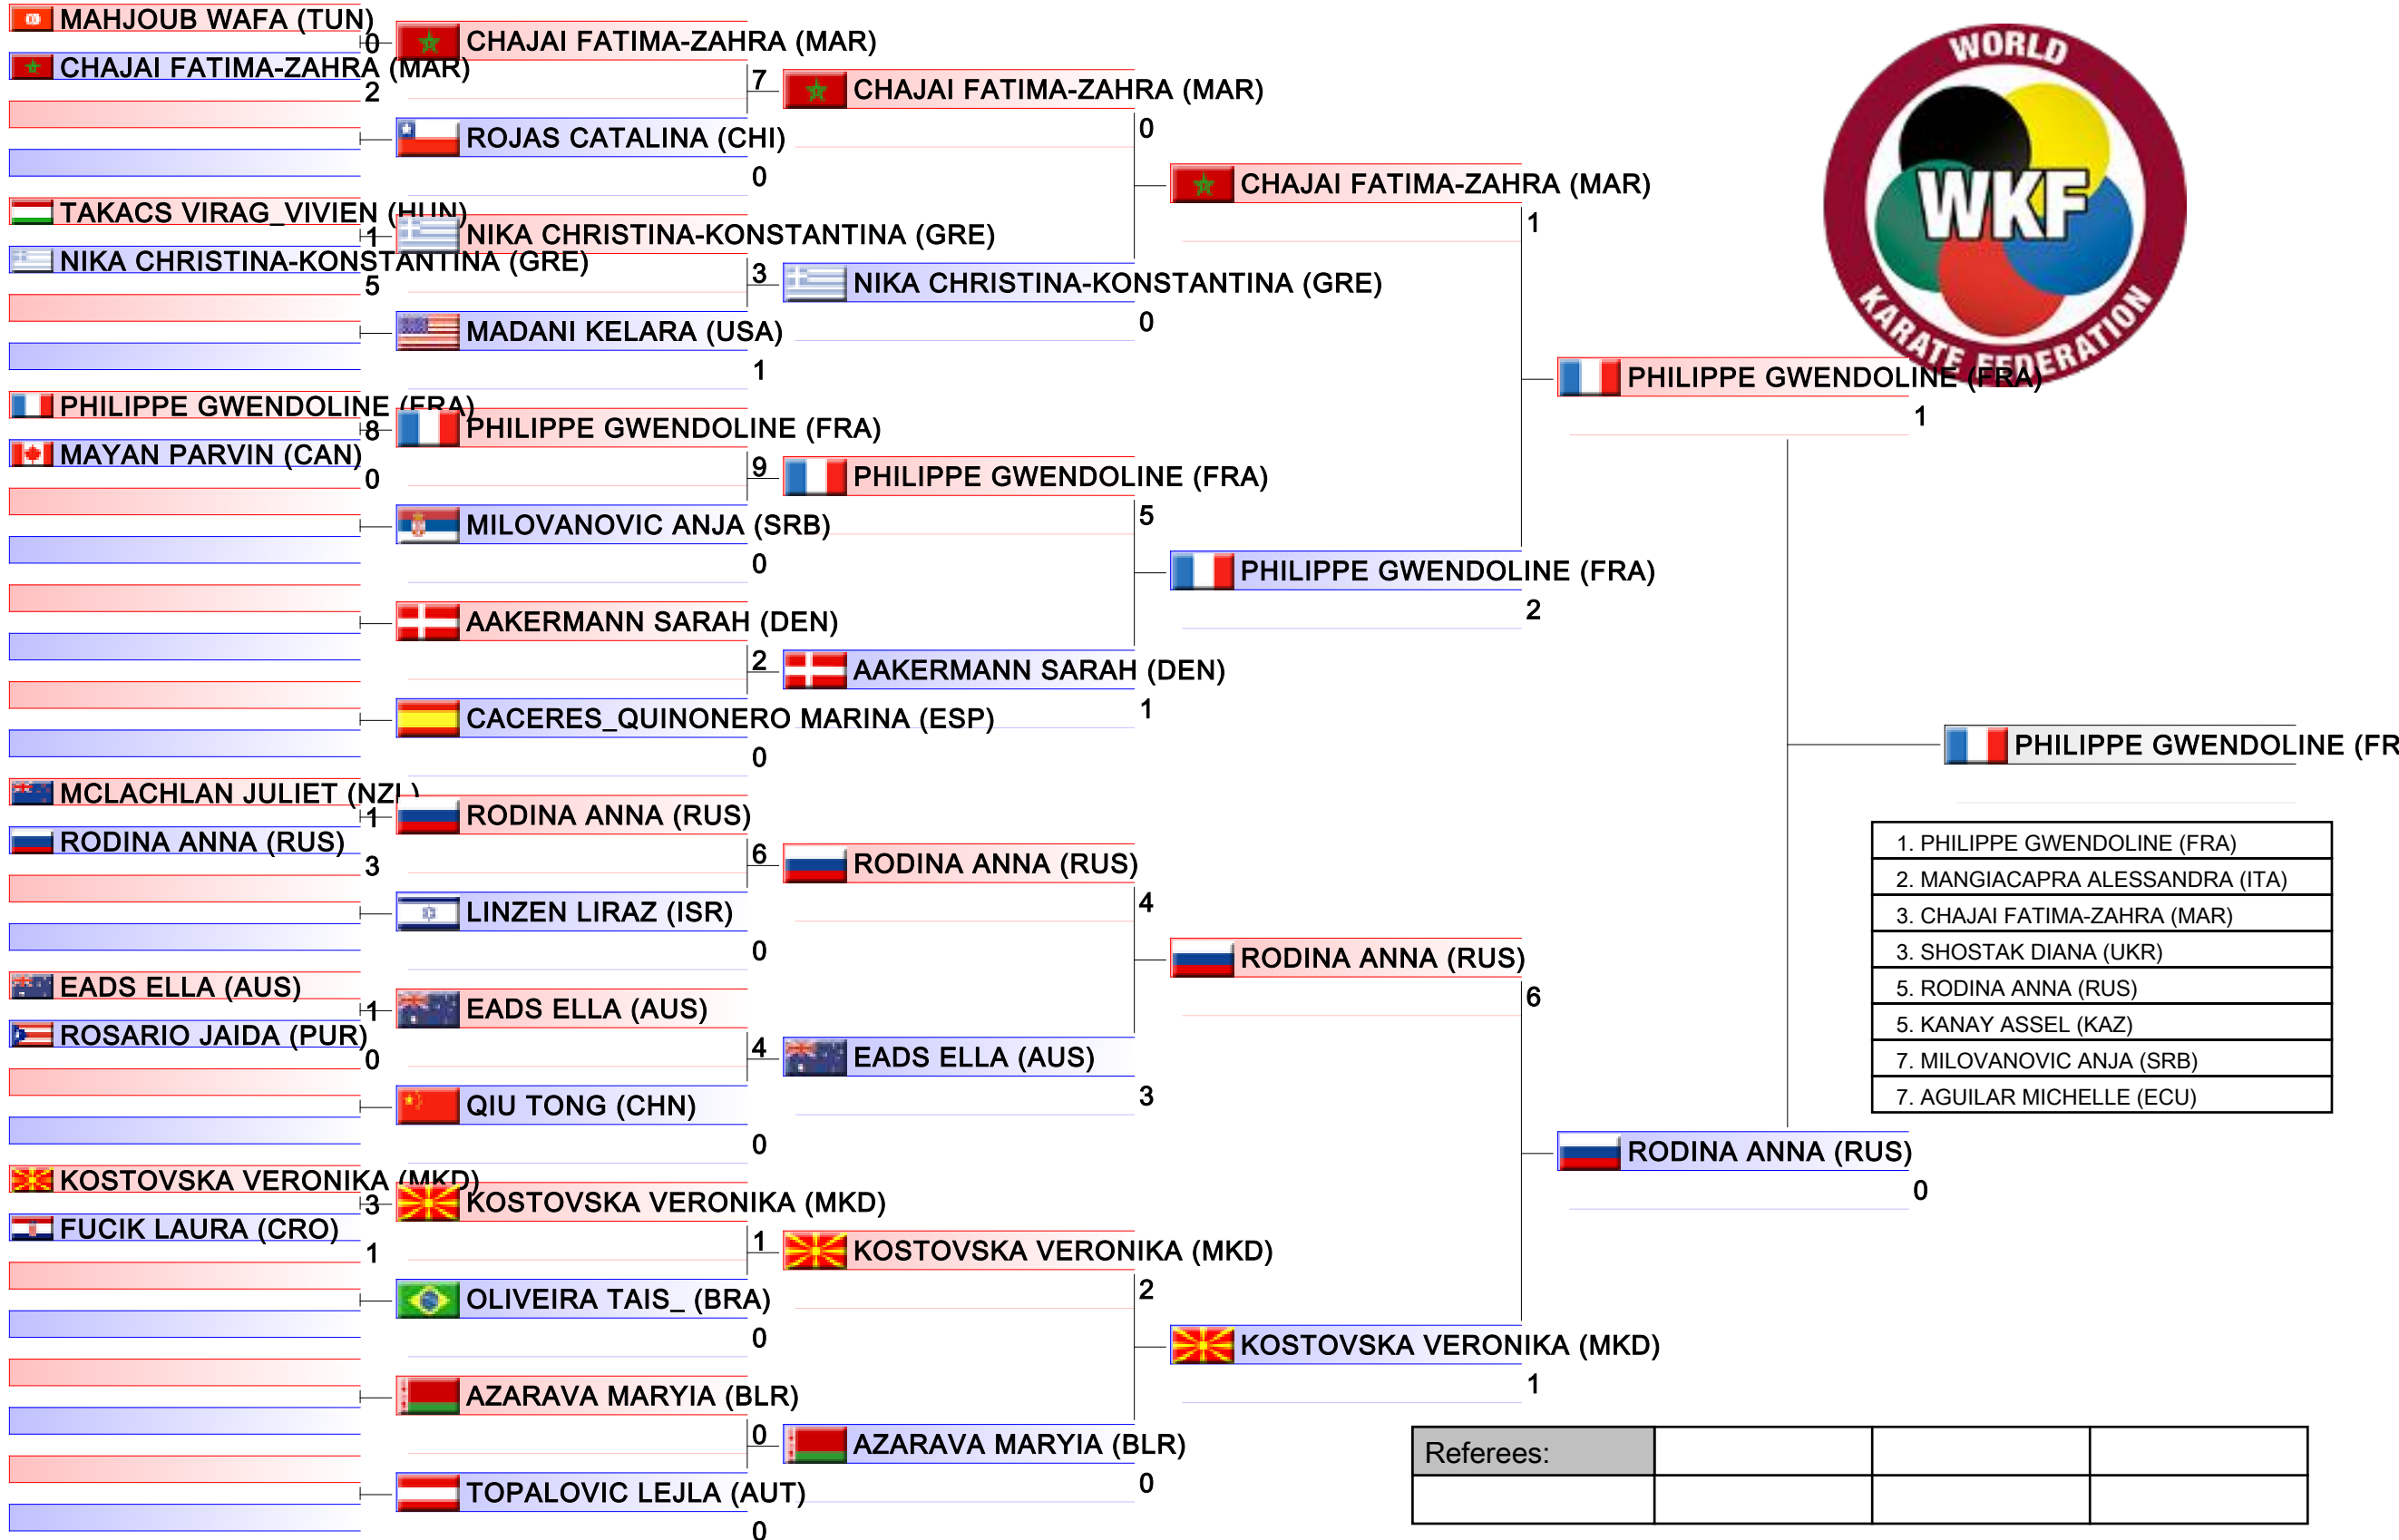 MAHJOUB WAFA (TUN)
0
CHAJAI FATIMA-ZAHRA (MAR)
2
TAKACS VIRAG_VIVIEN (HUN)
1
NIKA CHRISTINA-KONSTANTINA (GRE)
5
PHILIPPE GWENDOLINE (FRA)
8
MAYAN PARVIN (CAN)
0
MCLACHLAN JULIET (NZL)
1
RODINA ANNA (RUS)
3
EADS ELLA (AUS)
1
ROSARIO JAIDA (PUR)
0
KOSTOVSKA VERONIKA (MKD)
3
FUCIK LAURA (CRO)
1
CHAJAI FATIMA-ZAHRA (MAR)
7
ROJAS CATALINA (CHI)
0
NIKA CHRISTINA-KONSTANTINA (GRE)
3
MADANI KELARA (USA)
1
PHILIPPE GWENDOLINE (FRA)
9
MILOVANOVIC ANJA (SRB)
0
AAKERMANN SARAH (DEN)
2
CACERES_QUINONERO MARINA (ESP)
0
RODINA ANNA (RUS)
6
LINZEN LIRAZ (ISR)
0
EADS ELLA (AUS)
4
QIU TONG (CHN)
0
KOSTOVSKA VERONIKA (MKD)
1
OLIVEIRA TAIS_ (BRA)
0
AZARAVA MARYIA (BLR)
0
TOPALOVIC LEJLA (AUT)
0
CHAJAI FATIMA-ZAHRA (MAR)
0
NIKA CHRISTINA-KONSTANTINA (GRE)
0
PHILIPPE GWENDOLINE (FRA)
5
AAKERMANN SARAH (DEN)
1
RODINA ANNA (RUS)
4
EADS ELLA (AUS)
3
KOSTOVSKA VERONIKA (MKD)
2
AZARAVA MARYIA (BLR)
0
CHAJAI FATIMA-ZAHRA (MAR)
1
PHILIPPE GWENDOLINE (FRA)
2
RODINA ANNA (RUS)
6
KOSTOVSKA VERONIKA (MKD)
1
WORLD
WKF
KARATE FEDERATION
PHILIPPE GWENDOLINE (FRA)
1
RODINA ANNA (RUS)
0
PHILIPPE GWENDOLINE (FR
1. PHILIPPE GWENDOLINE (FRA)
2. MANGIACAPRA ALESSANDRA (ITA)
3. CHAJAI FATIMA-ZAHRA (MAR)
3. SHOSTAK DIANA (UKR)
5. RODINA ANNA (RUS)
5. KANAY ASSEL (KAZ)
7. MILOVANOVIC ANJA (SRB)
7. AGUILAR MICHELLE (ECU)
Referees: